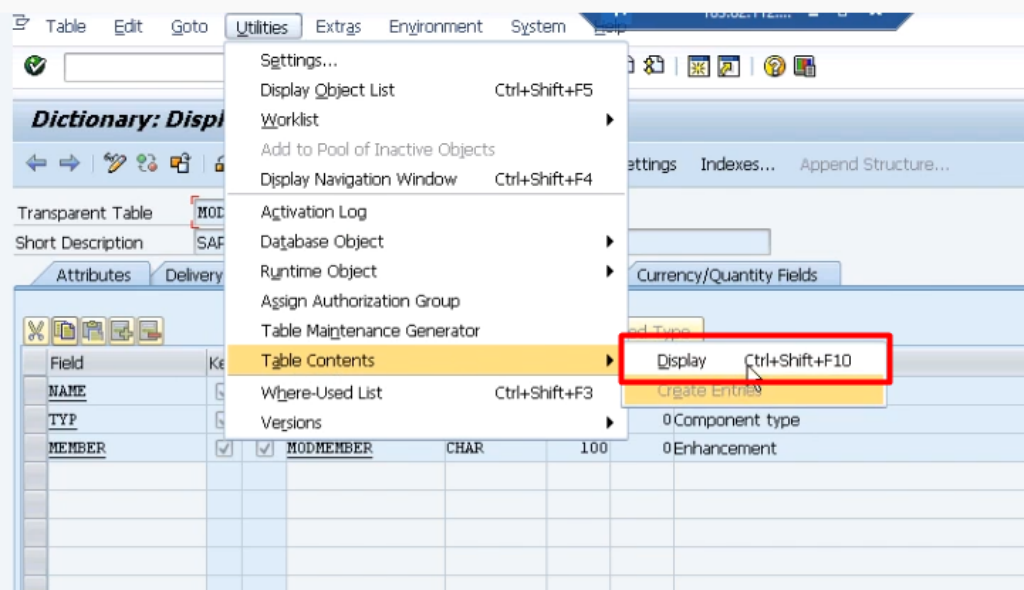 Table Edit Goto Utilities Extras Environment System Help
Settings...
Display Object List Ctrl+Shift+F5
Worklist
Dictionary: Displ
Add to Pool of Inactive Objects
Display Navigation Window Ctrl+Shift+F4
ettings Indexes... Append Structure...
Transparent Table MOD
Activation Log
Short Description SAP
Database Object
Attributes Delivery
Runtime Object
Currency/Quantity Fields
Assign Authorization Group
Table Maintenance Generator
ed Type
Table Contents
Display Ctrl+Shift+F10
Field Ke
NAME
Where-Used List Ctrl+Shift+F3
Create Entries
TYP
Versions
0 Component type
MEMBER MODMEMBER CHAR 100 0 Enhancement